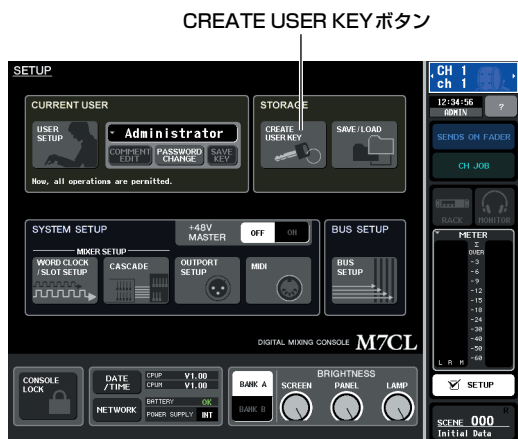 CREATE USER KEYボタン
SETUP
CURRENT USER
USER
SETUP
Administrator
COMMENT
EDIT
PASSWORD
CHANGE
SAVE
KEY
Now, all operations are permitted.
STORAGE
CREATE
USER KEY
SAVE/LOAD
SYSTEM SETUP
+48V
MASTER
OFF
ON
MIXER SETUP
WORD CLOCK
/SLOT SETUP
CASCADE
OUTPORT
SETUP
MIDI
BUS SETUP
BUS
SETUP
DIGITAL MIXING CONSOLE M7CL
CONSOLE
LOCK
DATE
/TIME
CPUP V1.00
CPUM V1.00
NETWORK
BATTERY OK
POWER SUPPLY INT
BANK A
BANK B
BRIGHTNESS
SCREEN
PANEL
LAMP
CH 1
ch 1
12:34:56
ADMIN
?
SENDS ON FADER
CH JOB
RACK
MONITOR
METER
Σ
OVER
-3
-6
-9
-12
-15
-18
-24
-30
-40
-50
-60
L R M
SETUP
R
SCENE 000
Initial Data